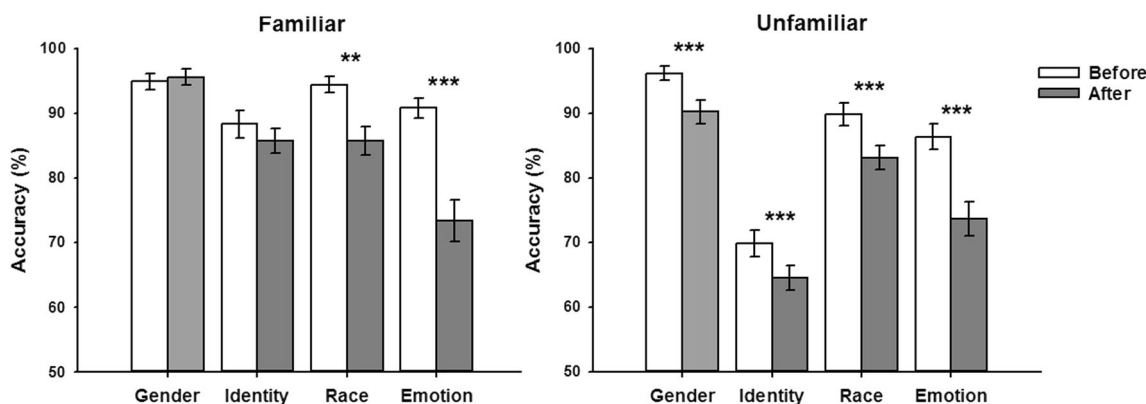 Familiar
Accuracy (%)
100
90
80
70
60
50
**
***
Gender Identity Race Emotion
Unfamiliar
Accuracy (%)
100
90
80
70
60
50
***
***
***
***
Gender Identity Race Emotion
Before
After